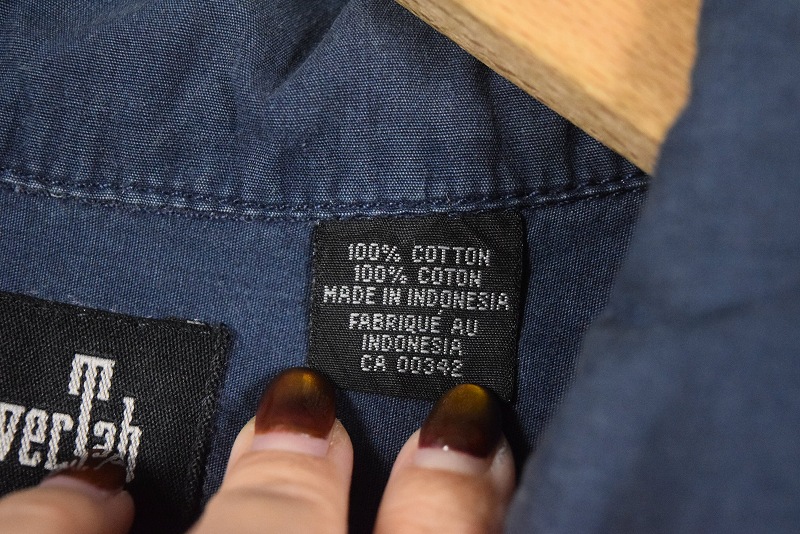 100% COTTON
100% COTON
MADE IN INDONESIA
FABRIQUÉ AU
INDONESIA
CA 00342